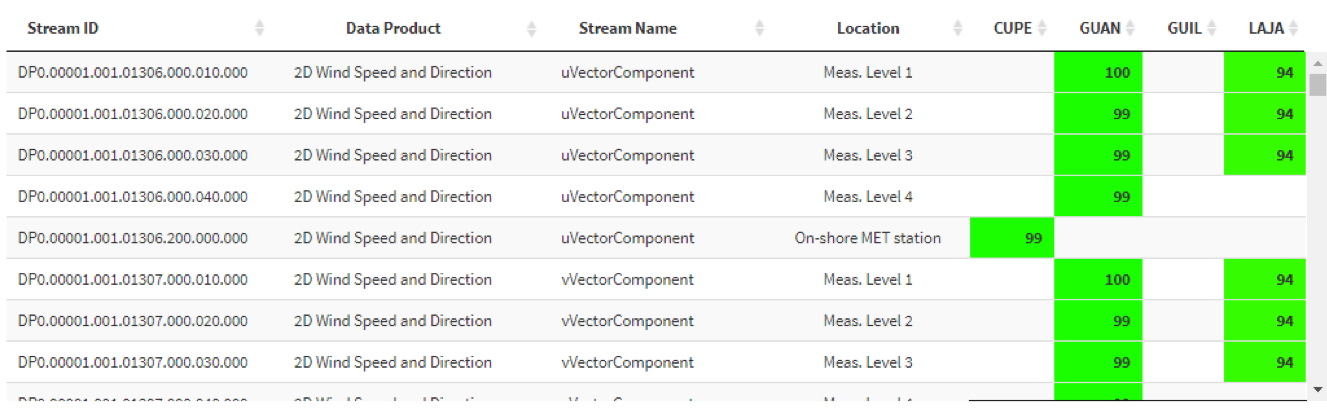 Stream ID Data Product Stream Name Location CUPE GUAN GUIL LAJA
DP0.00001.001.01306.000.010.000 2D Wind Speed and Direction uVectorComponent Meas. Level 1 100 94
DP0.00001.001.01306.000.020.000 2D Wind Speed and Direction uVectorComponent Meas. Level 2 99 94
DP0.00001.001.01306.000.030.000 2D Wind Speed and Direction uVectorComponent Meas. Level 3 99 94
DP0.00001.001.01306.000.040.000 2D Wind Speed and Direction uVectorComponent Meas. Level 4 99
DP0.00001.001.01306.200.000.000 2D Wind Speed and Direction uVectorComponent On-shore MET station 99
DP0.00001.001.01307.000.010.000 2D Wind Speed and Direction vVectorComponent Meas. Level 1 100 94
DP0.00001.001.01307.000.020.000 2D Wind Speed and Direction vVectorComponent Meas. Level 2 99 94
DP0.00001.001.01307.000.030.000 2D Wind Speed and Direction vVectorComponent Meas. Level 3 99 94